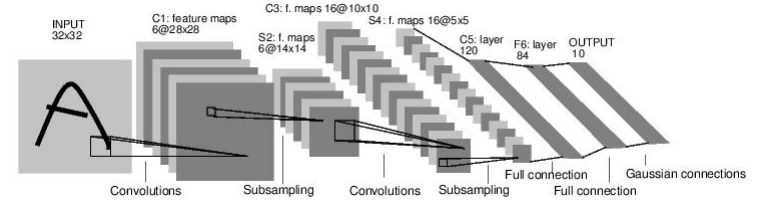 INPUT
32x32
C1: feature maps
6@28x28
S2: f. maps
6@14x14
C3: f. maps 16@10x10
S4: f. maps 16@5x5
C5: layer
120
F6: layer
84
OUTPUT
10
Convolutions
Subsampling
Convolutions
Subsampling
Full connection
Full connection
Gaussian connections
A